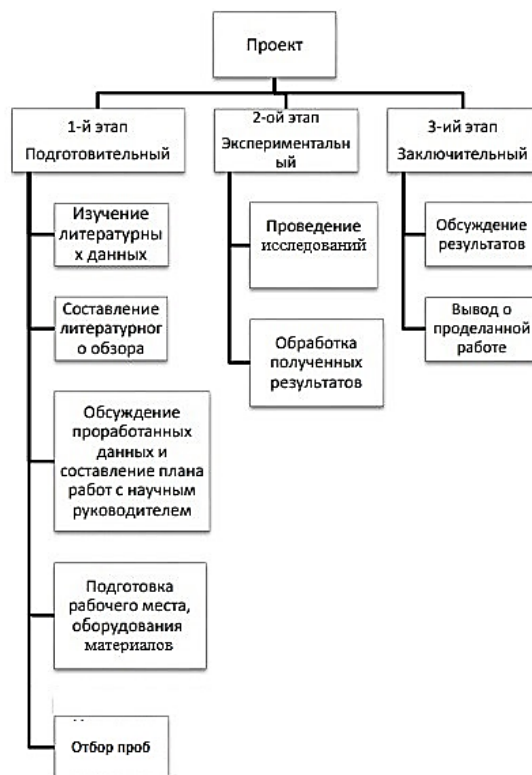 Проект
1-й этап
Подготовительный
Изучение
литературны
х данных
Составление
литературног
о обзора
Обсуждение
проработанных
данных и
составление плана
работ с научным
руководителем
Подготовка
рабочего места,
оборудования
материалов
Отбор проб
2-ой этап
Экспериментальн
ый
Проведение
исследований
Обработка
полученных
результатов
3-ий этап
Заключительный
Обсуждение
результатов
Вывод о
проделанной
работе